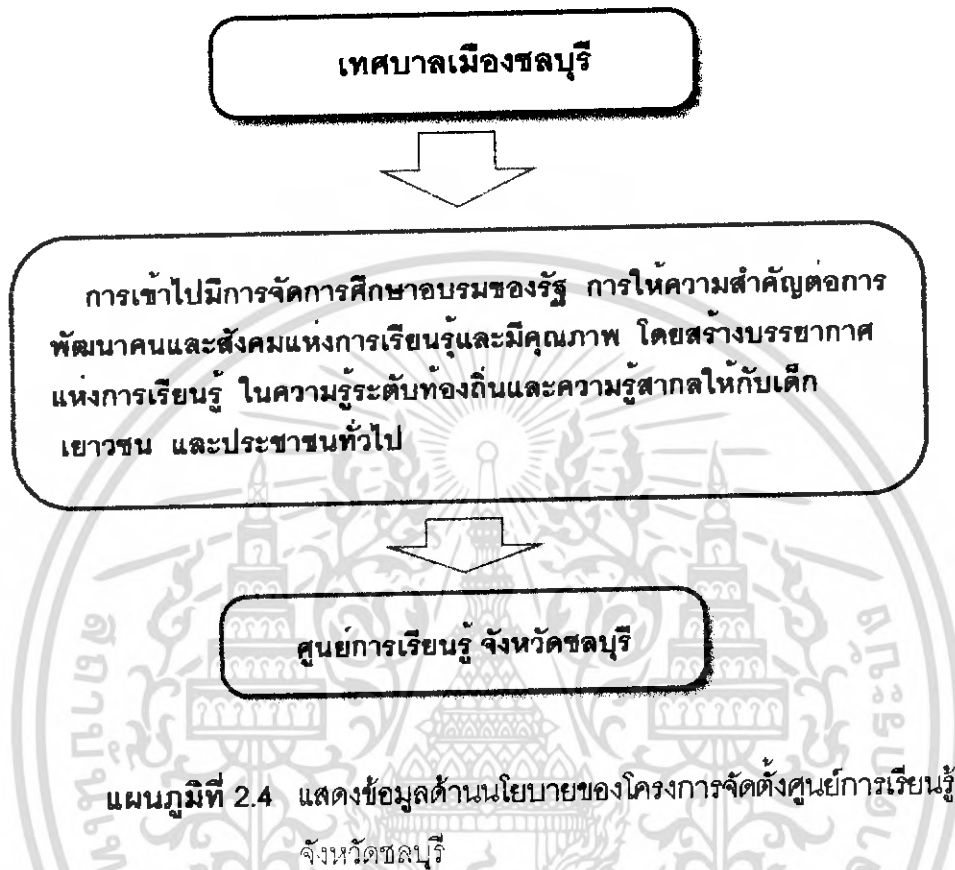 เทศบาลเมืองชลบุรี
การเข้าไปมีการจัดการศึกษาอบรมของรัฐ การให้ความสำคัญต่อการ
พัฒนาคนและสังคมแห่งการเรียนรู้และมีคุณภาพ โดยสร้างบรรยากาศ
แห่งการเรียนรู้ ในความรู้ระดับท้องถิ่นและความรู้สากลให้กับเด็ก
เยาวชน และประชาชนทั่วไป
ศูนย์การเรียนรู้ จังหวัดชลบุรี
แผนภูมิที่ 2.4 แสดงข้อมูลด้านนโยบายของโครงการจัดตั้งศูนย์การเรียนรู้
จังหวัดชลบุรี